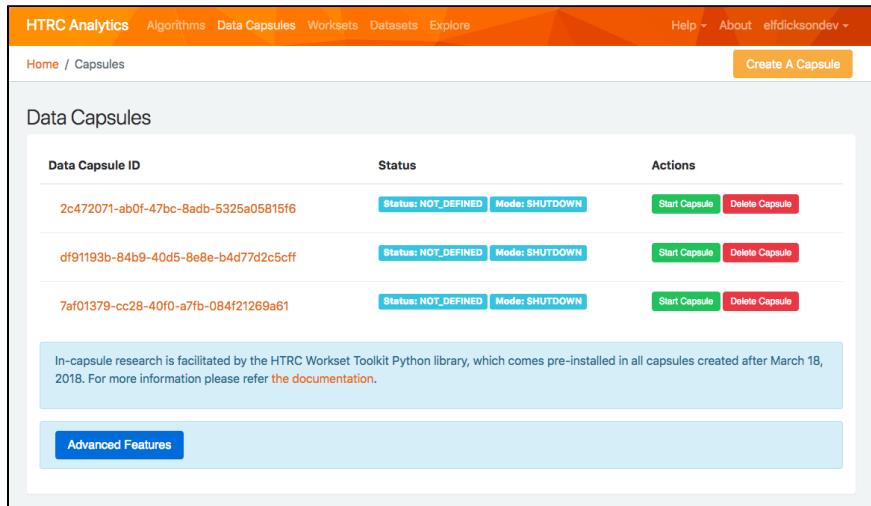 HTRC Analytics Algorithms Data Capsules Worksets Datasets Explore Help About elfdicksondev
Home / Capsules Create A Capsule
Data Capsules
Data Capsule ID Status Actions
2c472071-ab0f-47bc-8adb-5325a05815f6 Status: NOT_DEFINED Mode: SHUTDOWN Start Capsule Delete Capsule
df91193b-84b9-40d5-8e8e-b4d77d2c5cff Status: NOT_DEFINED Mode: SHUTDOWN Start Capsule Delete Capsule
7af01379-cc28-40f0-a7fb-084f21269a61 Status: NOT_DEFINED Mode: SHUTDOWN Start Capsule Delete Capsule
In-capsule research is facilitated by the HTRC Workset Toolkit Python library, which comes pre-installed in all capsules created after March 18,
2018. For more information please refer the documentation.
Advanced Features